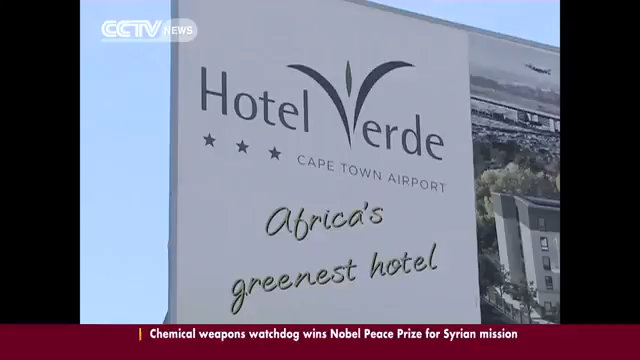 CCTV NEWS
Hotel Verde
CAPE TOWN AIRPORT
Africa's
greenest hotel
Chemical weapons watchdog wins Nobel Peace Prize for Syrian mission